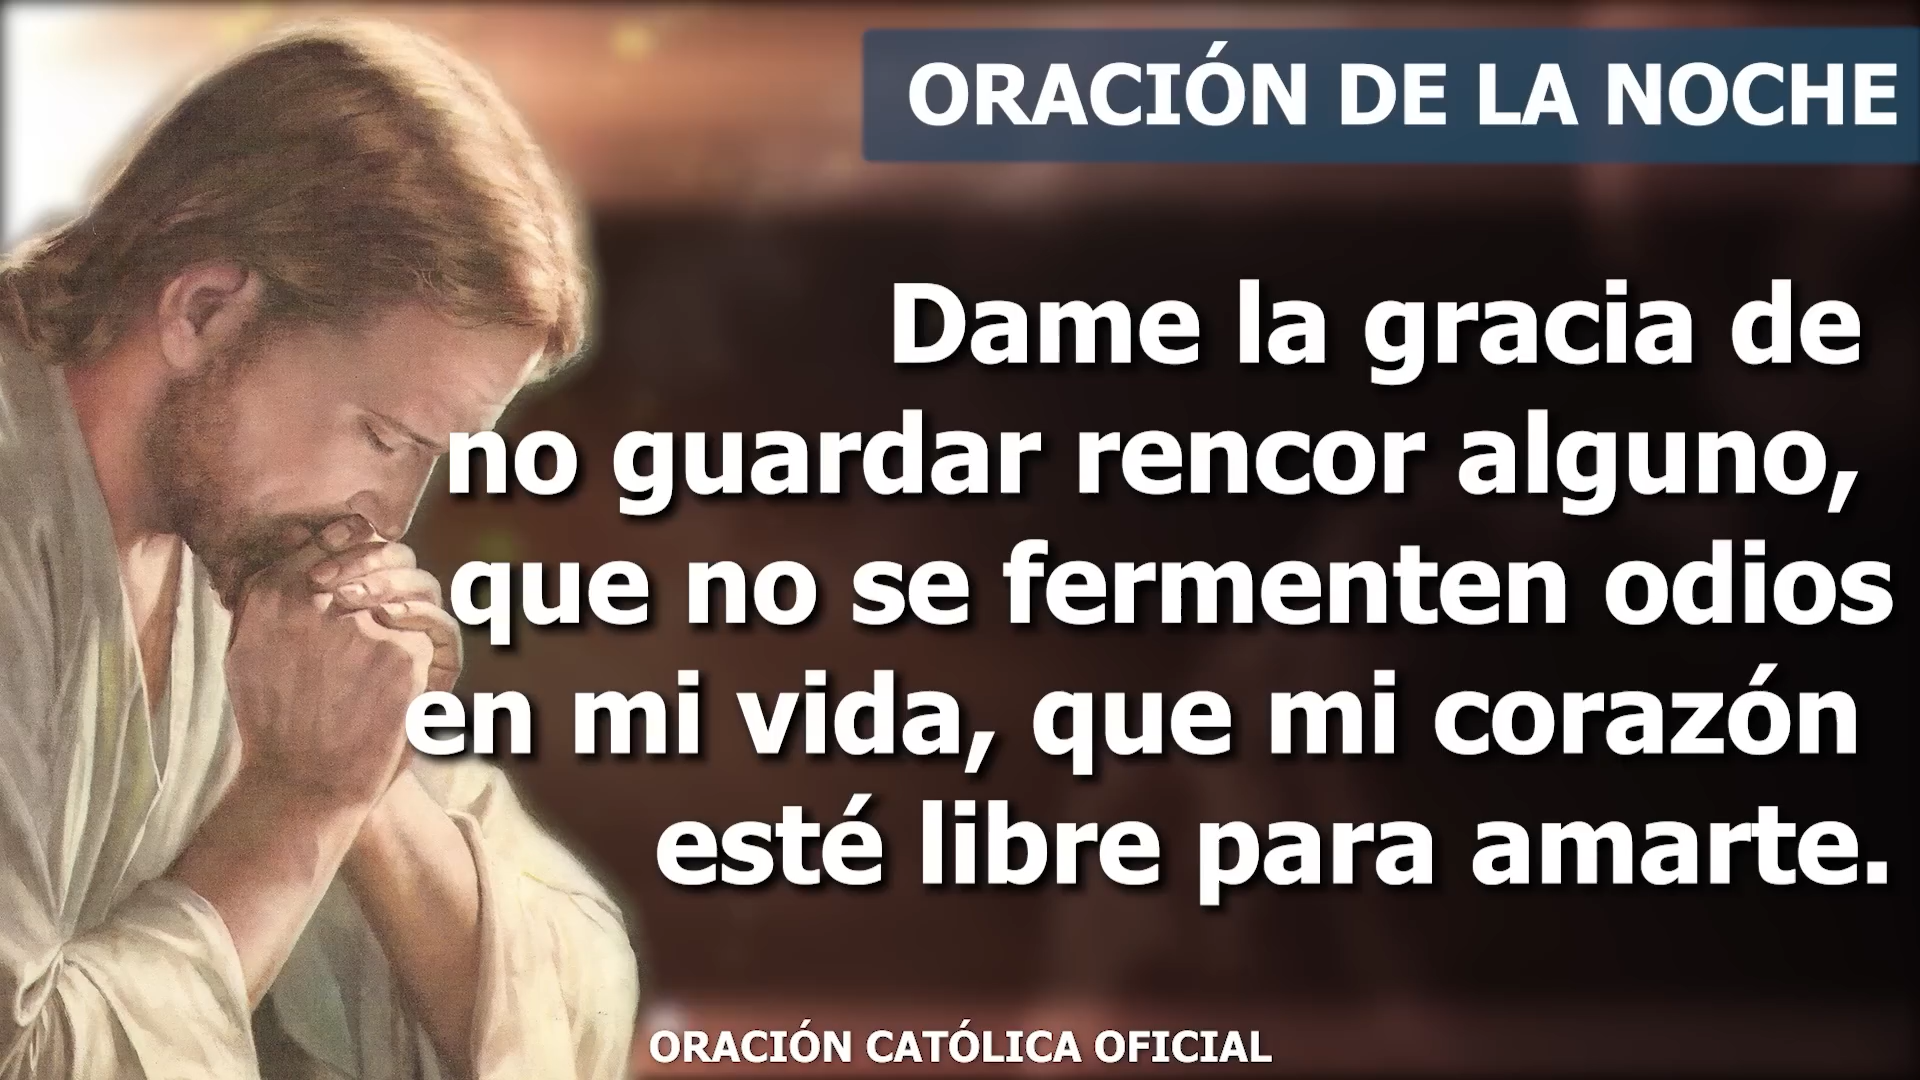 ORACIÓN DE LA NOCHE
Dame la gracia de
no guardar rencor alguno,
que no se fermenten odios
en mi vida, que mi corazón
esté libre para amarte.
ORACIÓN CATÓLICA OFICIAL